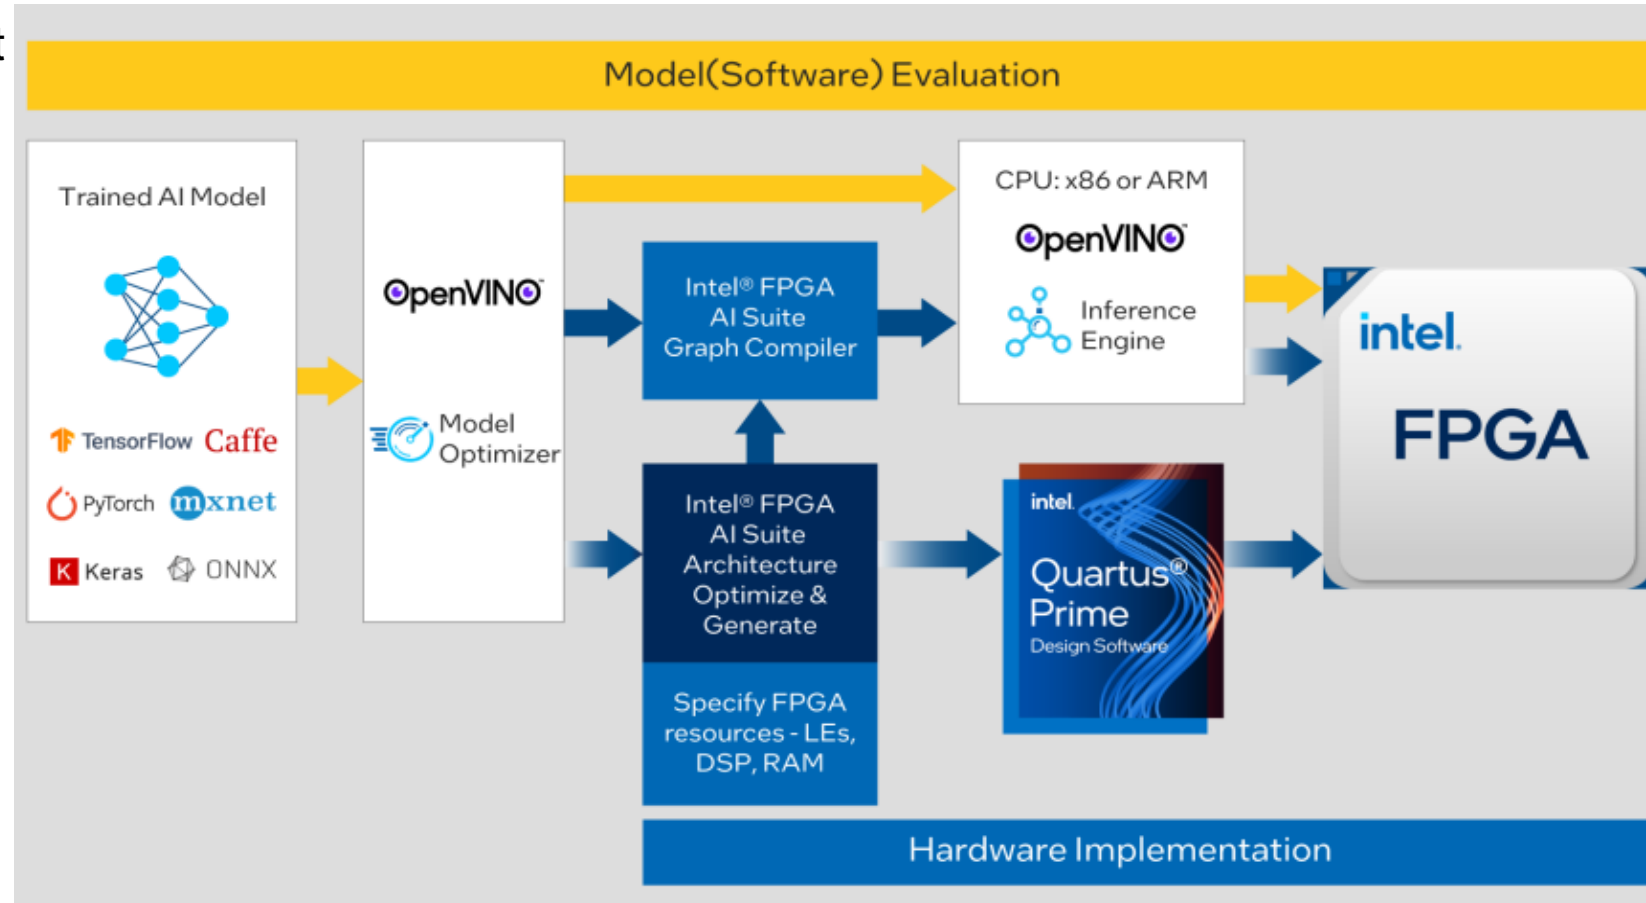 t
Model(Software) Evaluation
Trained AI Model
TensorFlow Caffe
PyTorch mxnet
K Keras ONNX
OpenVINO™
Model
Optimizer
Intel® FPGA
AI Suite
Graph Compiler
Intel® FPGA
AI Suite
Architecture
Optimize &
Generate
Specify FPGA
resources - LEs,
DSP, RAM
CPU: x86 or ARM
OpenVINO™
Inference
Engine
intel.
Quartus®
Prime
Design Software
intel.
FPGA
Hardware Implementation